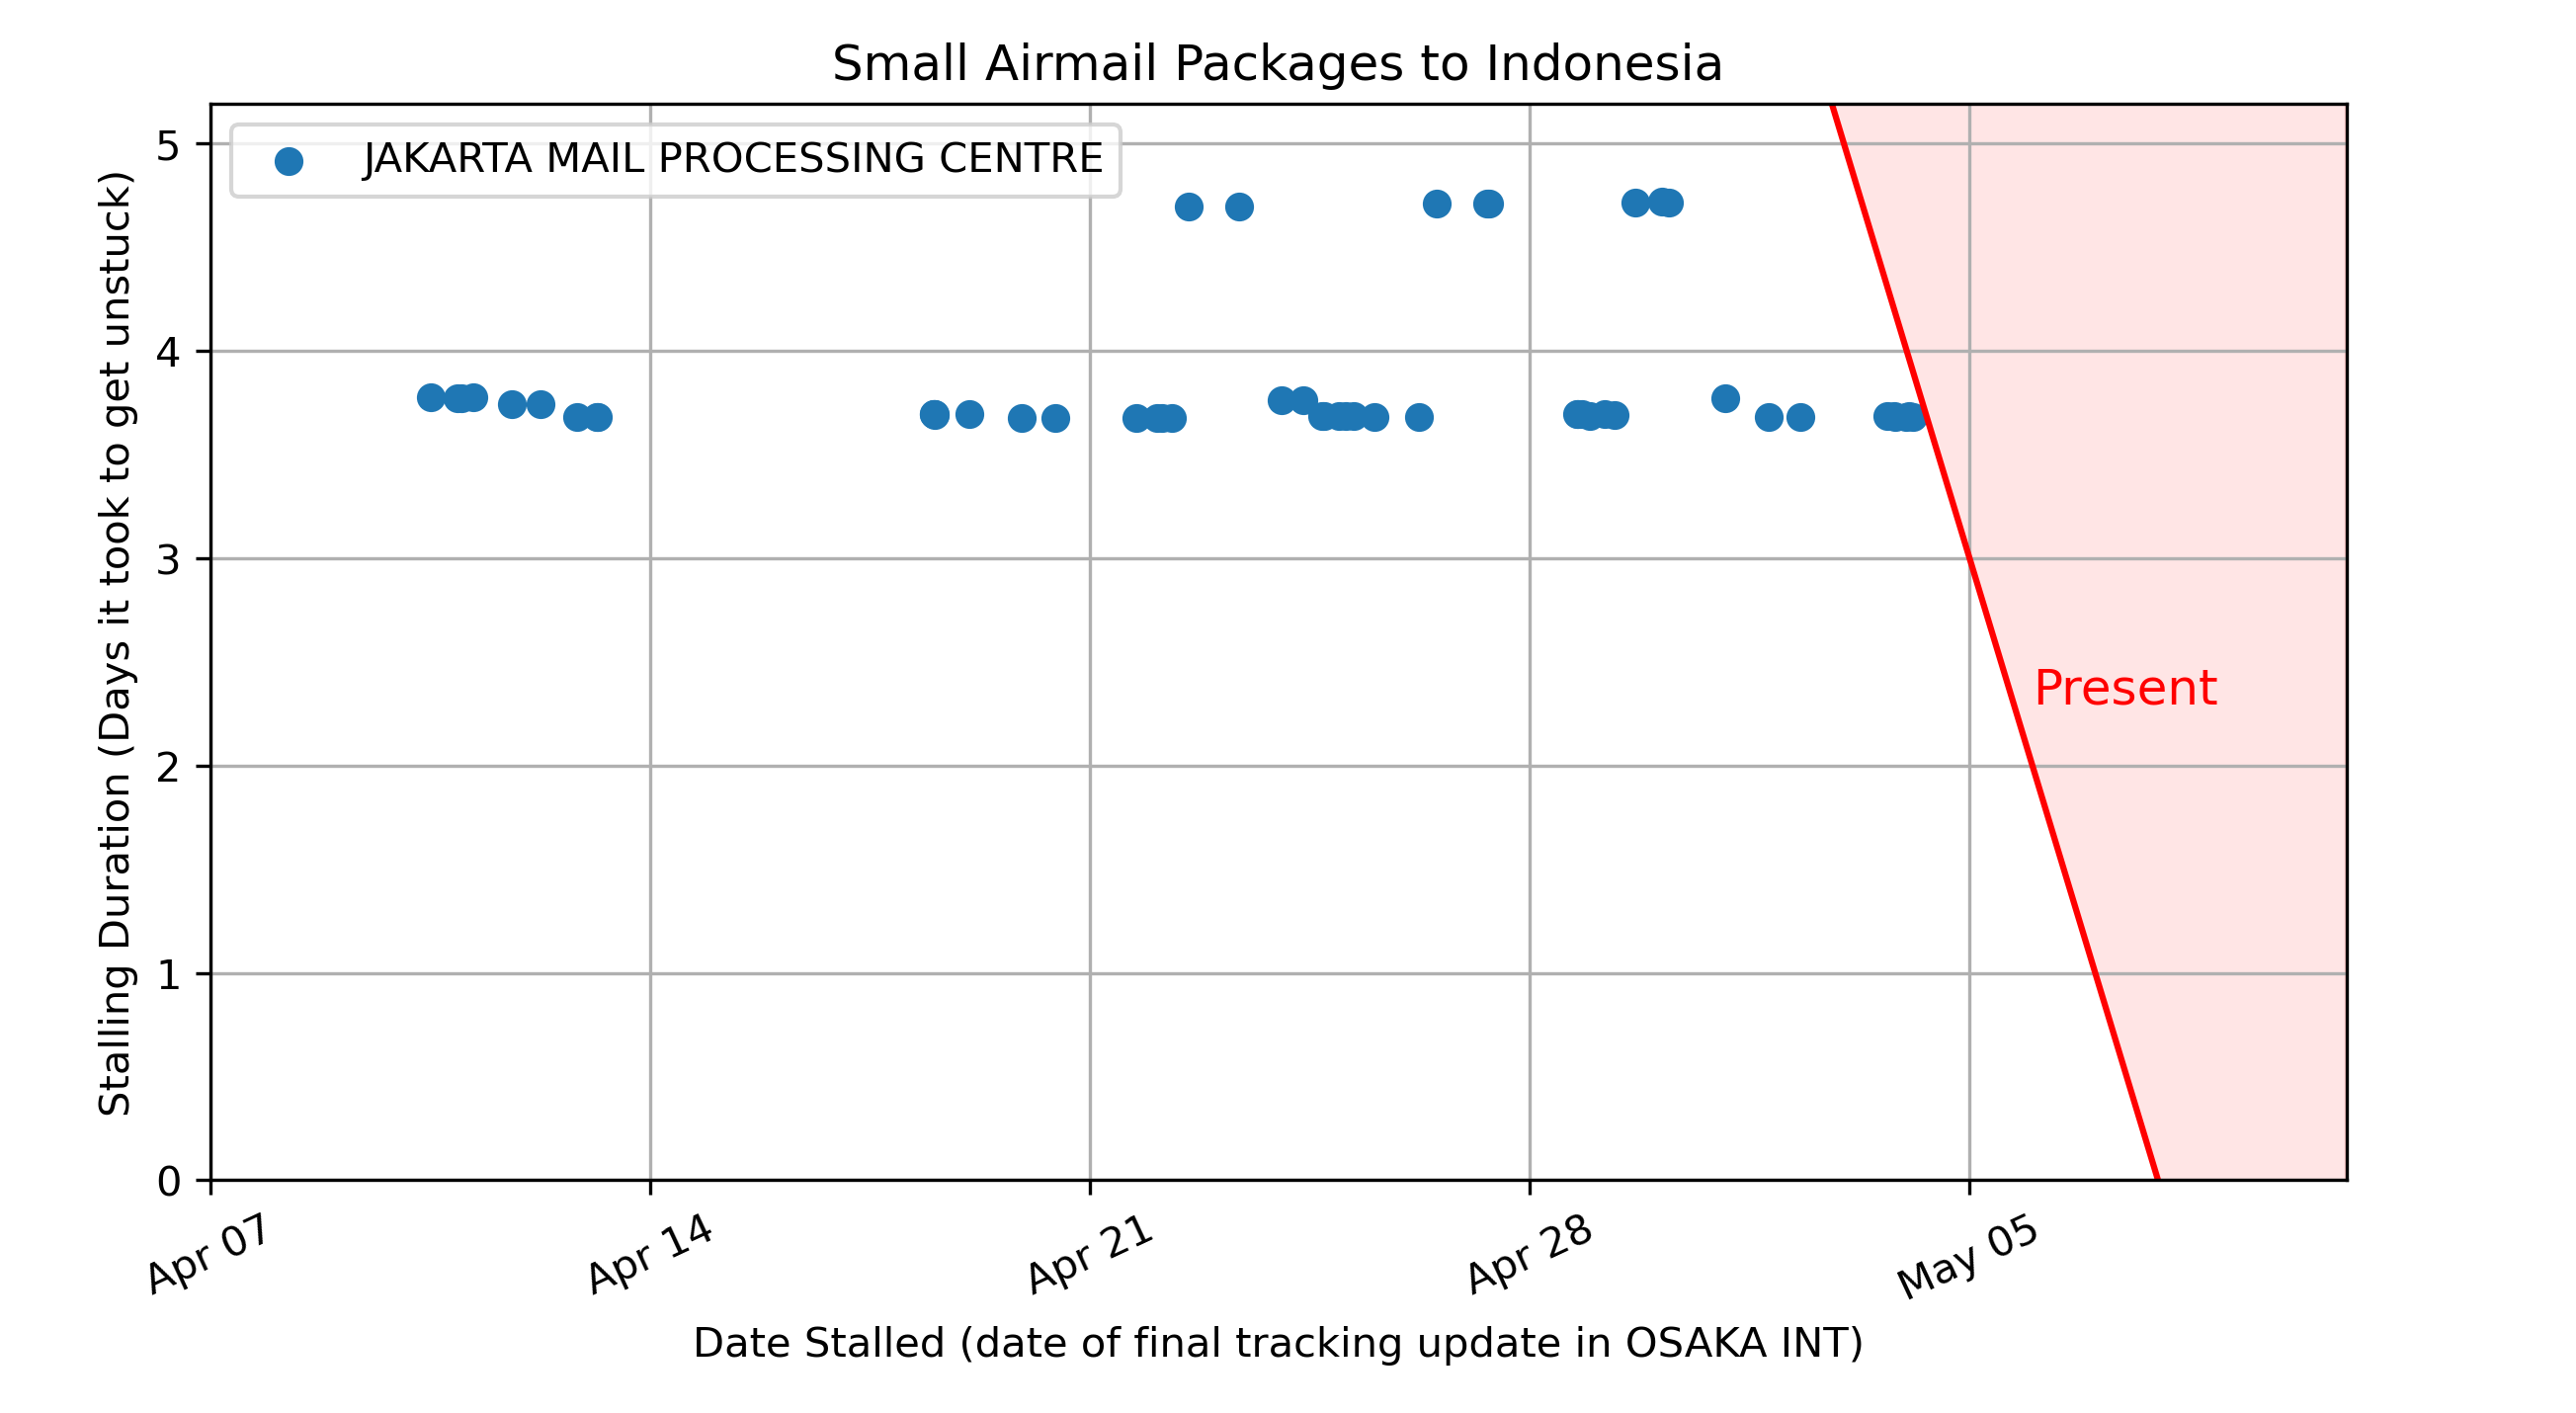 Small Airmail Packages to Indonesia
JAKARTA MAIL PROCESSING CENTRE
Stalling Duration (Days it took to get unstuck)
5
4
3
2
1
0
Present
Apr 07
Apr 14
Apr 21
Apr 28
May 05
Date Stalled (date of final tracking update in OSAKA INT)